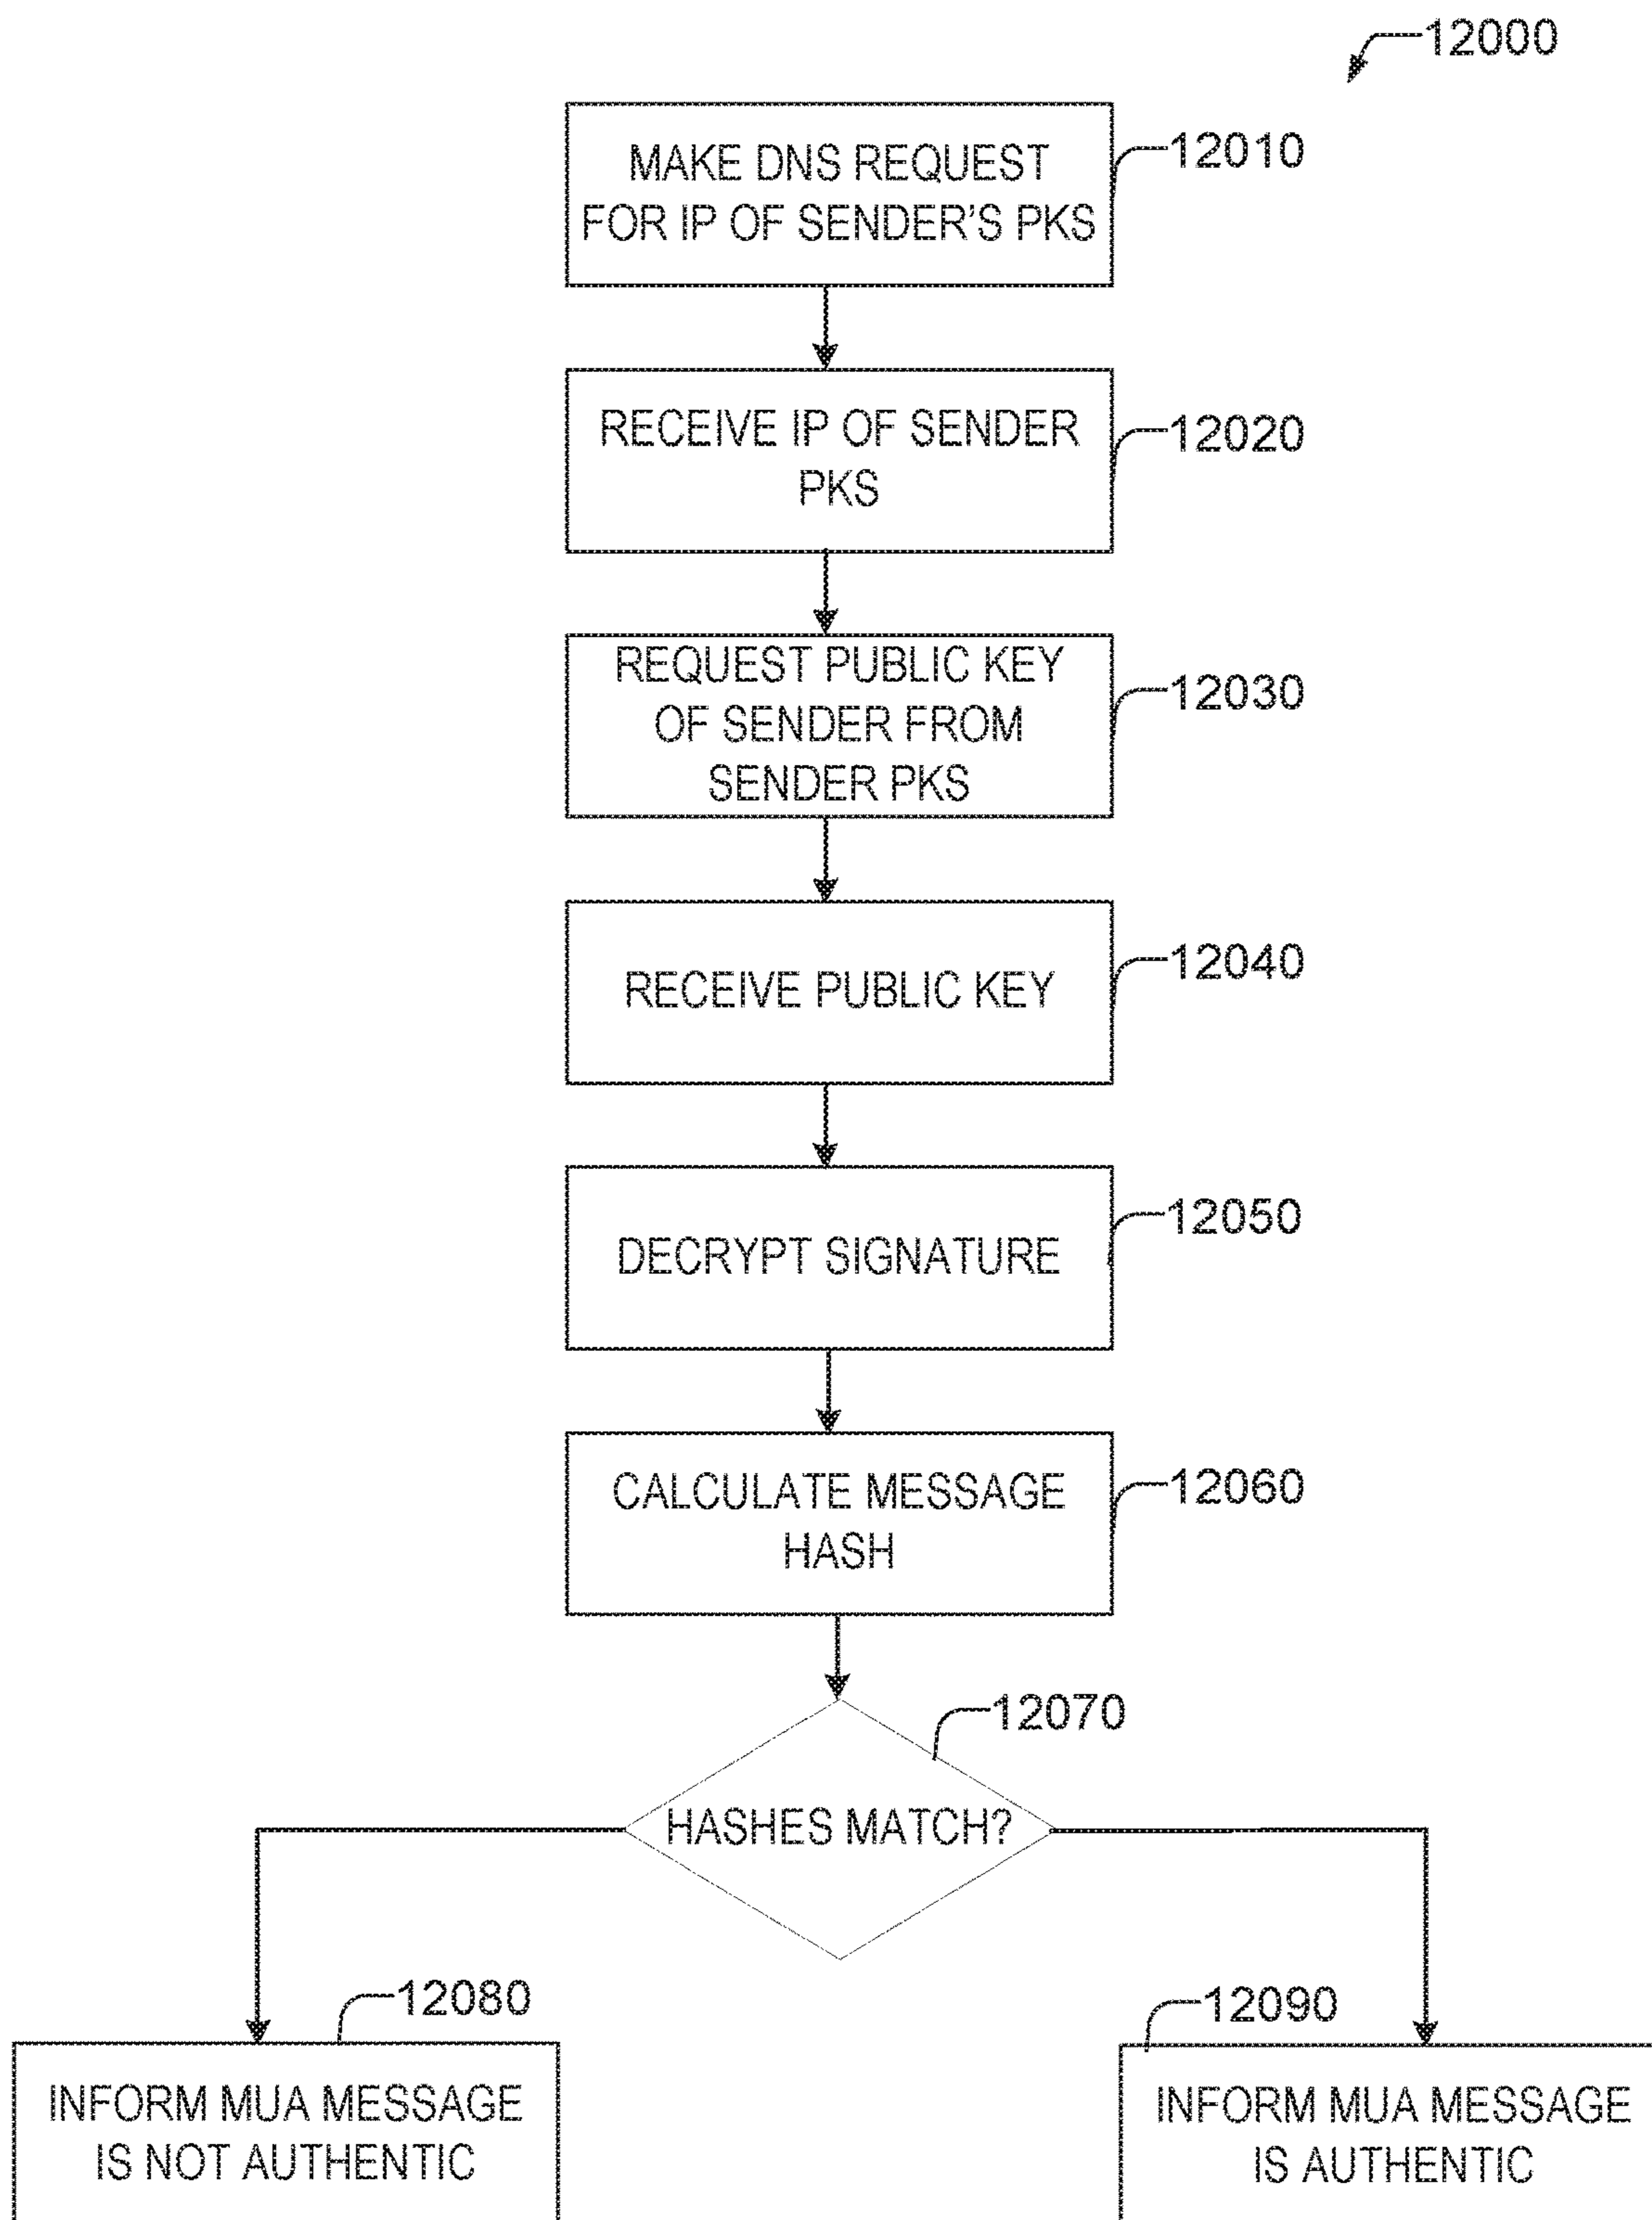 12000
MAKE DNS REQUEST
FOR IP OF SENDER'S PKS
12010
RECEIVE IP OF SENDER
PKS
12020
REQUEST PUBLIC KEY
OF SENDER FROM
SENDER PKS
12030
RECEIVE PUBLIC KEY
12040
DECRYPT SIGNATURE
12050
CALCULATE MESSAGE
HASH
12060
HASHES MATCH?
12070
12080
INFORM MUA MESSAGE
IS NOT AUTHENTIC
12090
INFORM MUA MESSAGE
IS AUTHENTIC